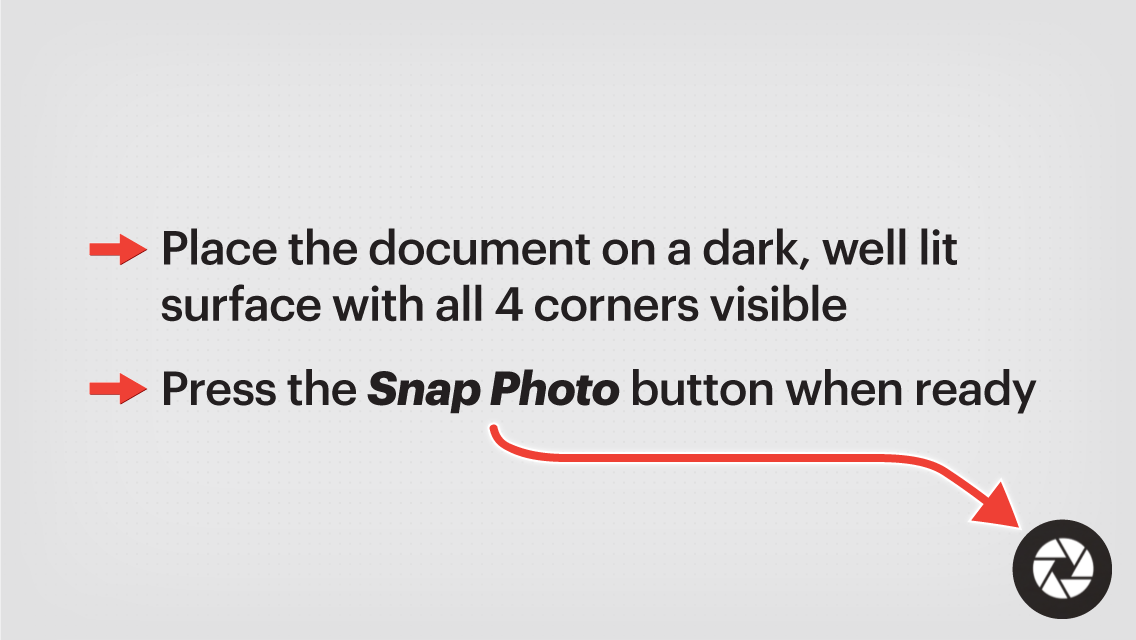 Place the document on a dark, well lit
surface with all 4 corners visible
Press the Snap Photo button when ready